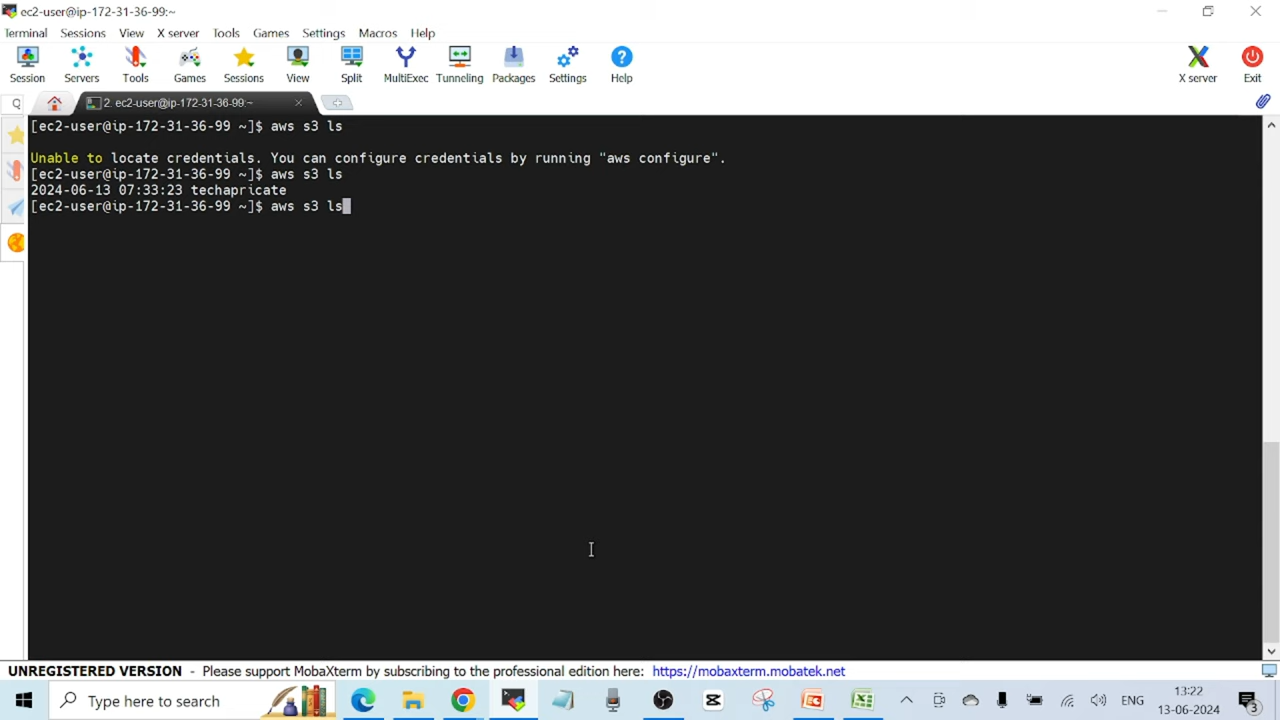 ec2-user@ip-172-31-36-99:~
Terminal Sessions View X server Tools Games Settings Macros Help
Session Servers Tools Games Sessions View Split MultiExec Tunneling Packages Settings Help X server Exit
Q 2. ec2-user@ip-172-31-36-99:~
[ec2-user@ip-172-31-36-99 ~]$ aws s3 ls
Unable to locate credentials. You can configure credentials by running "aws configure".
[ec2-user@ip-172-31-36-99 ~]$ aws s3 ls
2024-06-13 07:33:23 techapricate
[ec2-user@ip-172-31-36-99 ~]$ aws s3 ls
UNREGISTERED VERSION - Please support MobaXterm by subscribing to the professional edition here: https://mobaxterm.mobatek.net
Type here to search
ENG
13:22
13-06-2024
3